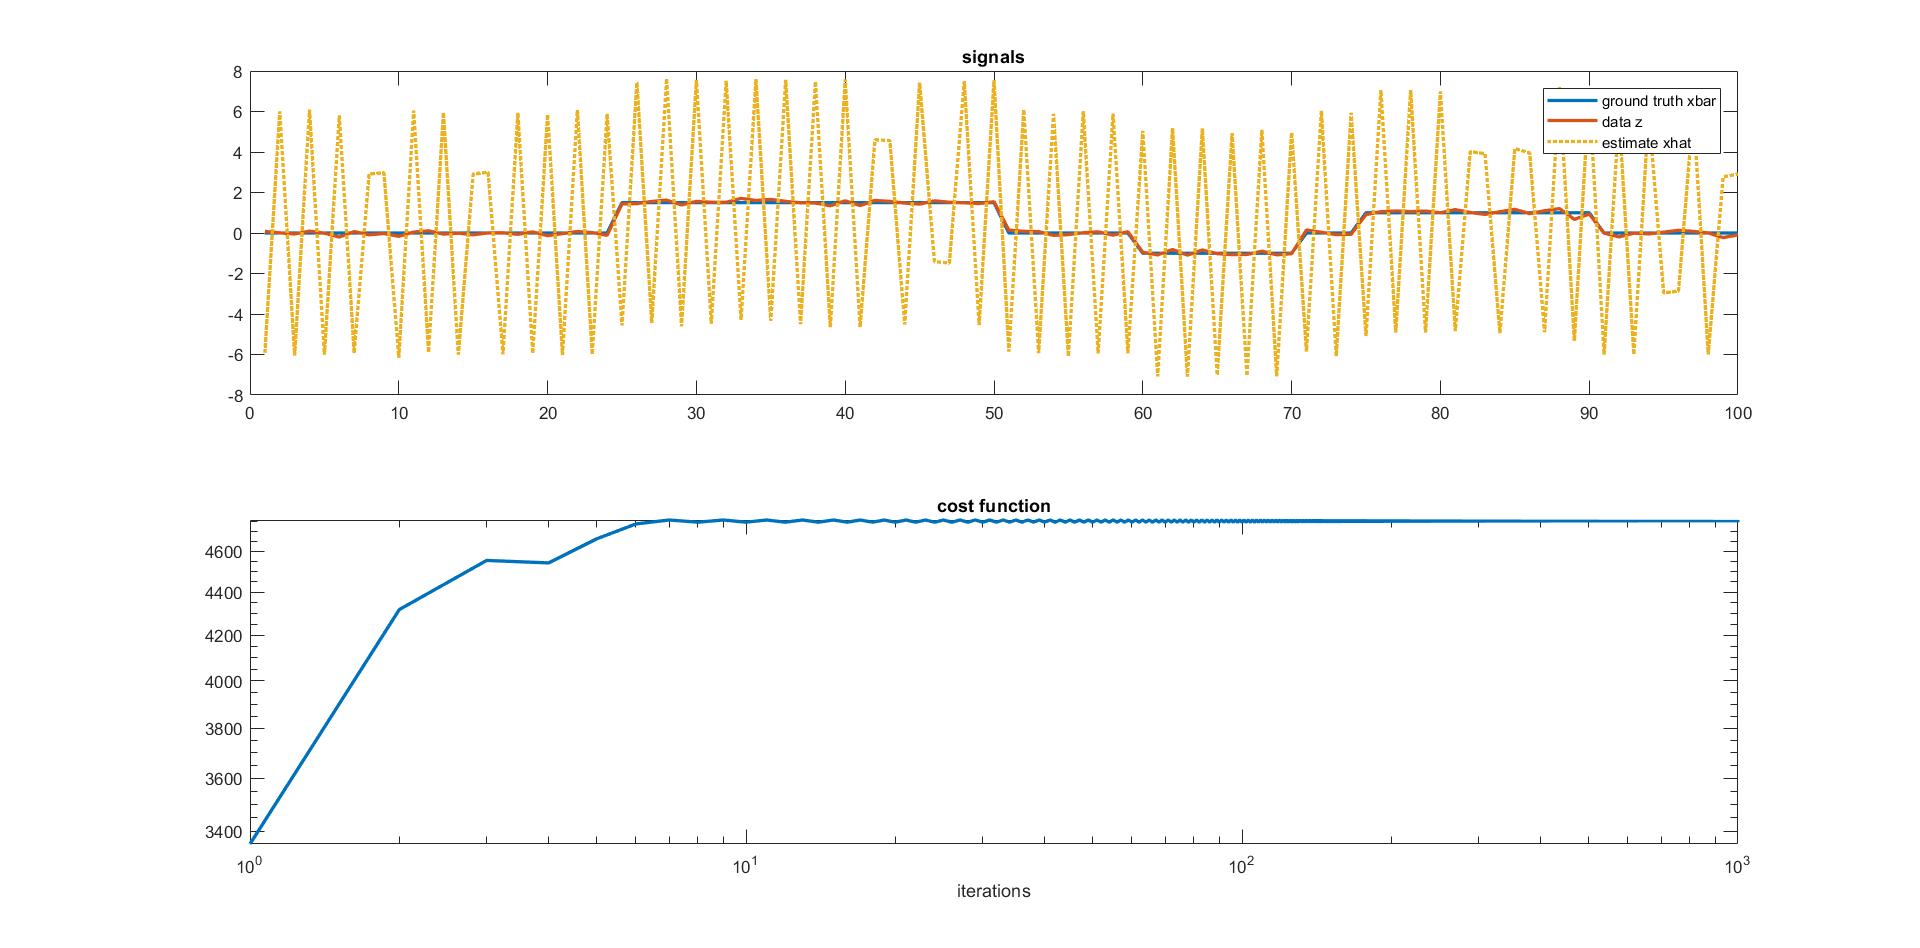 signals
8
6
4
2
0
-2
-4
-6
-8
0 10 20 30 40 50 60 70 80 90 100
ground truth xbar
data z
estimate xhat
cost function
4600
4400
4200
4000
3800
3600
3400
10^0 10^1 10^2 10^3
iterations